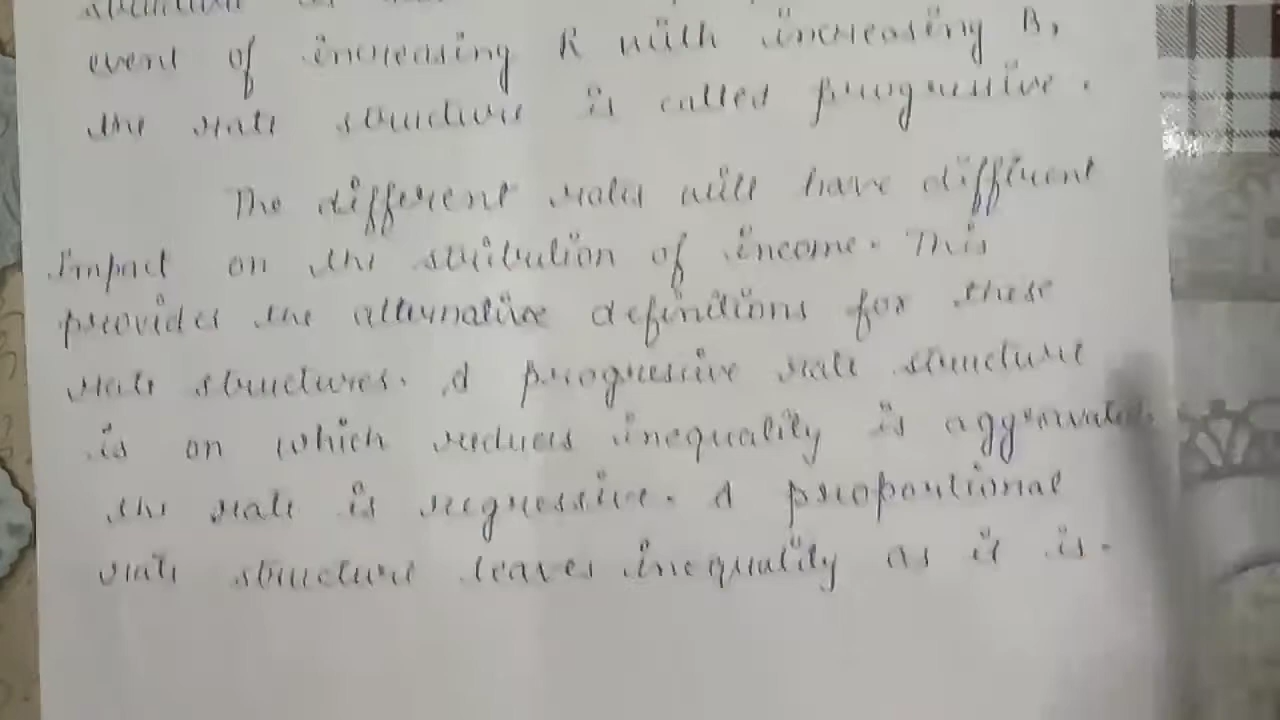 event of increasing R with increasing B,
the rate structure is called progressive.
The different rates will have different
impact on the stribution of income. This
provides the alternative definitions for these
rate structures. A progressive rate structure
is on which reduces inequality is aggravated
the rate is regressive. A proportional
rate structure leaves inequality as it is.